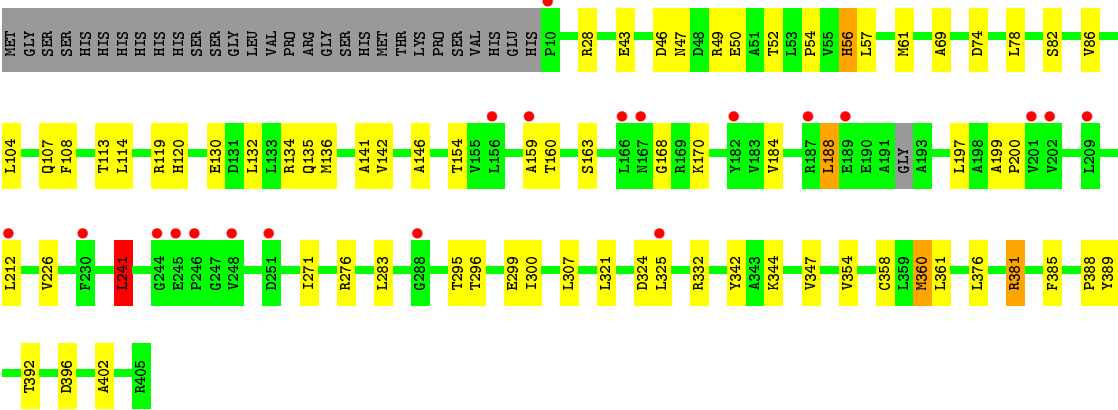 MET GLY SER SER HIS HIS HIS HIS HIS HIS SER SER GLY LEU VAL PRO ARG GLY SER HIS MET THR LYS PRO SER VAL HIS GLU HIS P10 R28 E43 D46 N47 D48 R49 E50 A51 T52 L53 P54 V55 H56 L57 M61 A69 D74 L78 S82 V86
L104 Q107 F108 T113 L114 R119 H120 E130 D131 L132 L133 R134 Q135 M136 A141 V142 A146 T154 V155 L156 A159 T160 S163 L166 N167 G168 R169 K170 Y182 V183 V184 R187 L188 E189 E190 A191 GLY A193 L197 A198 A199 P200 V201 V202 L209
L212 V226 F230 L241 G244 E245 P246 G247 V248 D251 I271 R276 L283 G288 T295 T296 E299 I300 L307 L321 D324 L325 R332 Y342 A343 K344 V347 V354 C358 L359 M360 L361 L376 R381 F385 P388 Y389
T392 D396 A402 R405